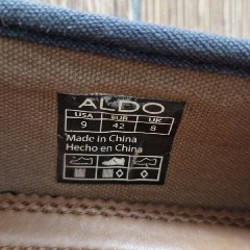 ALDO
USA EUR UK
9 42 8
Made in China
Hecho en China